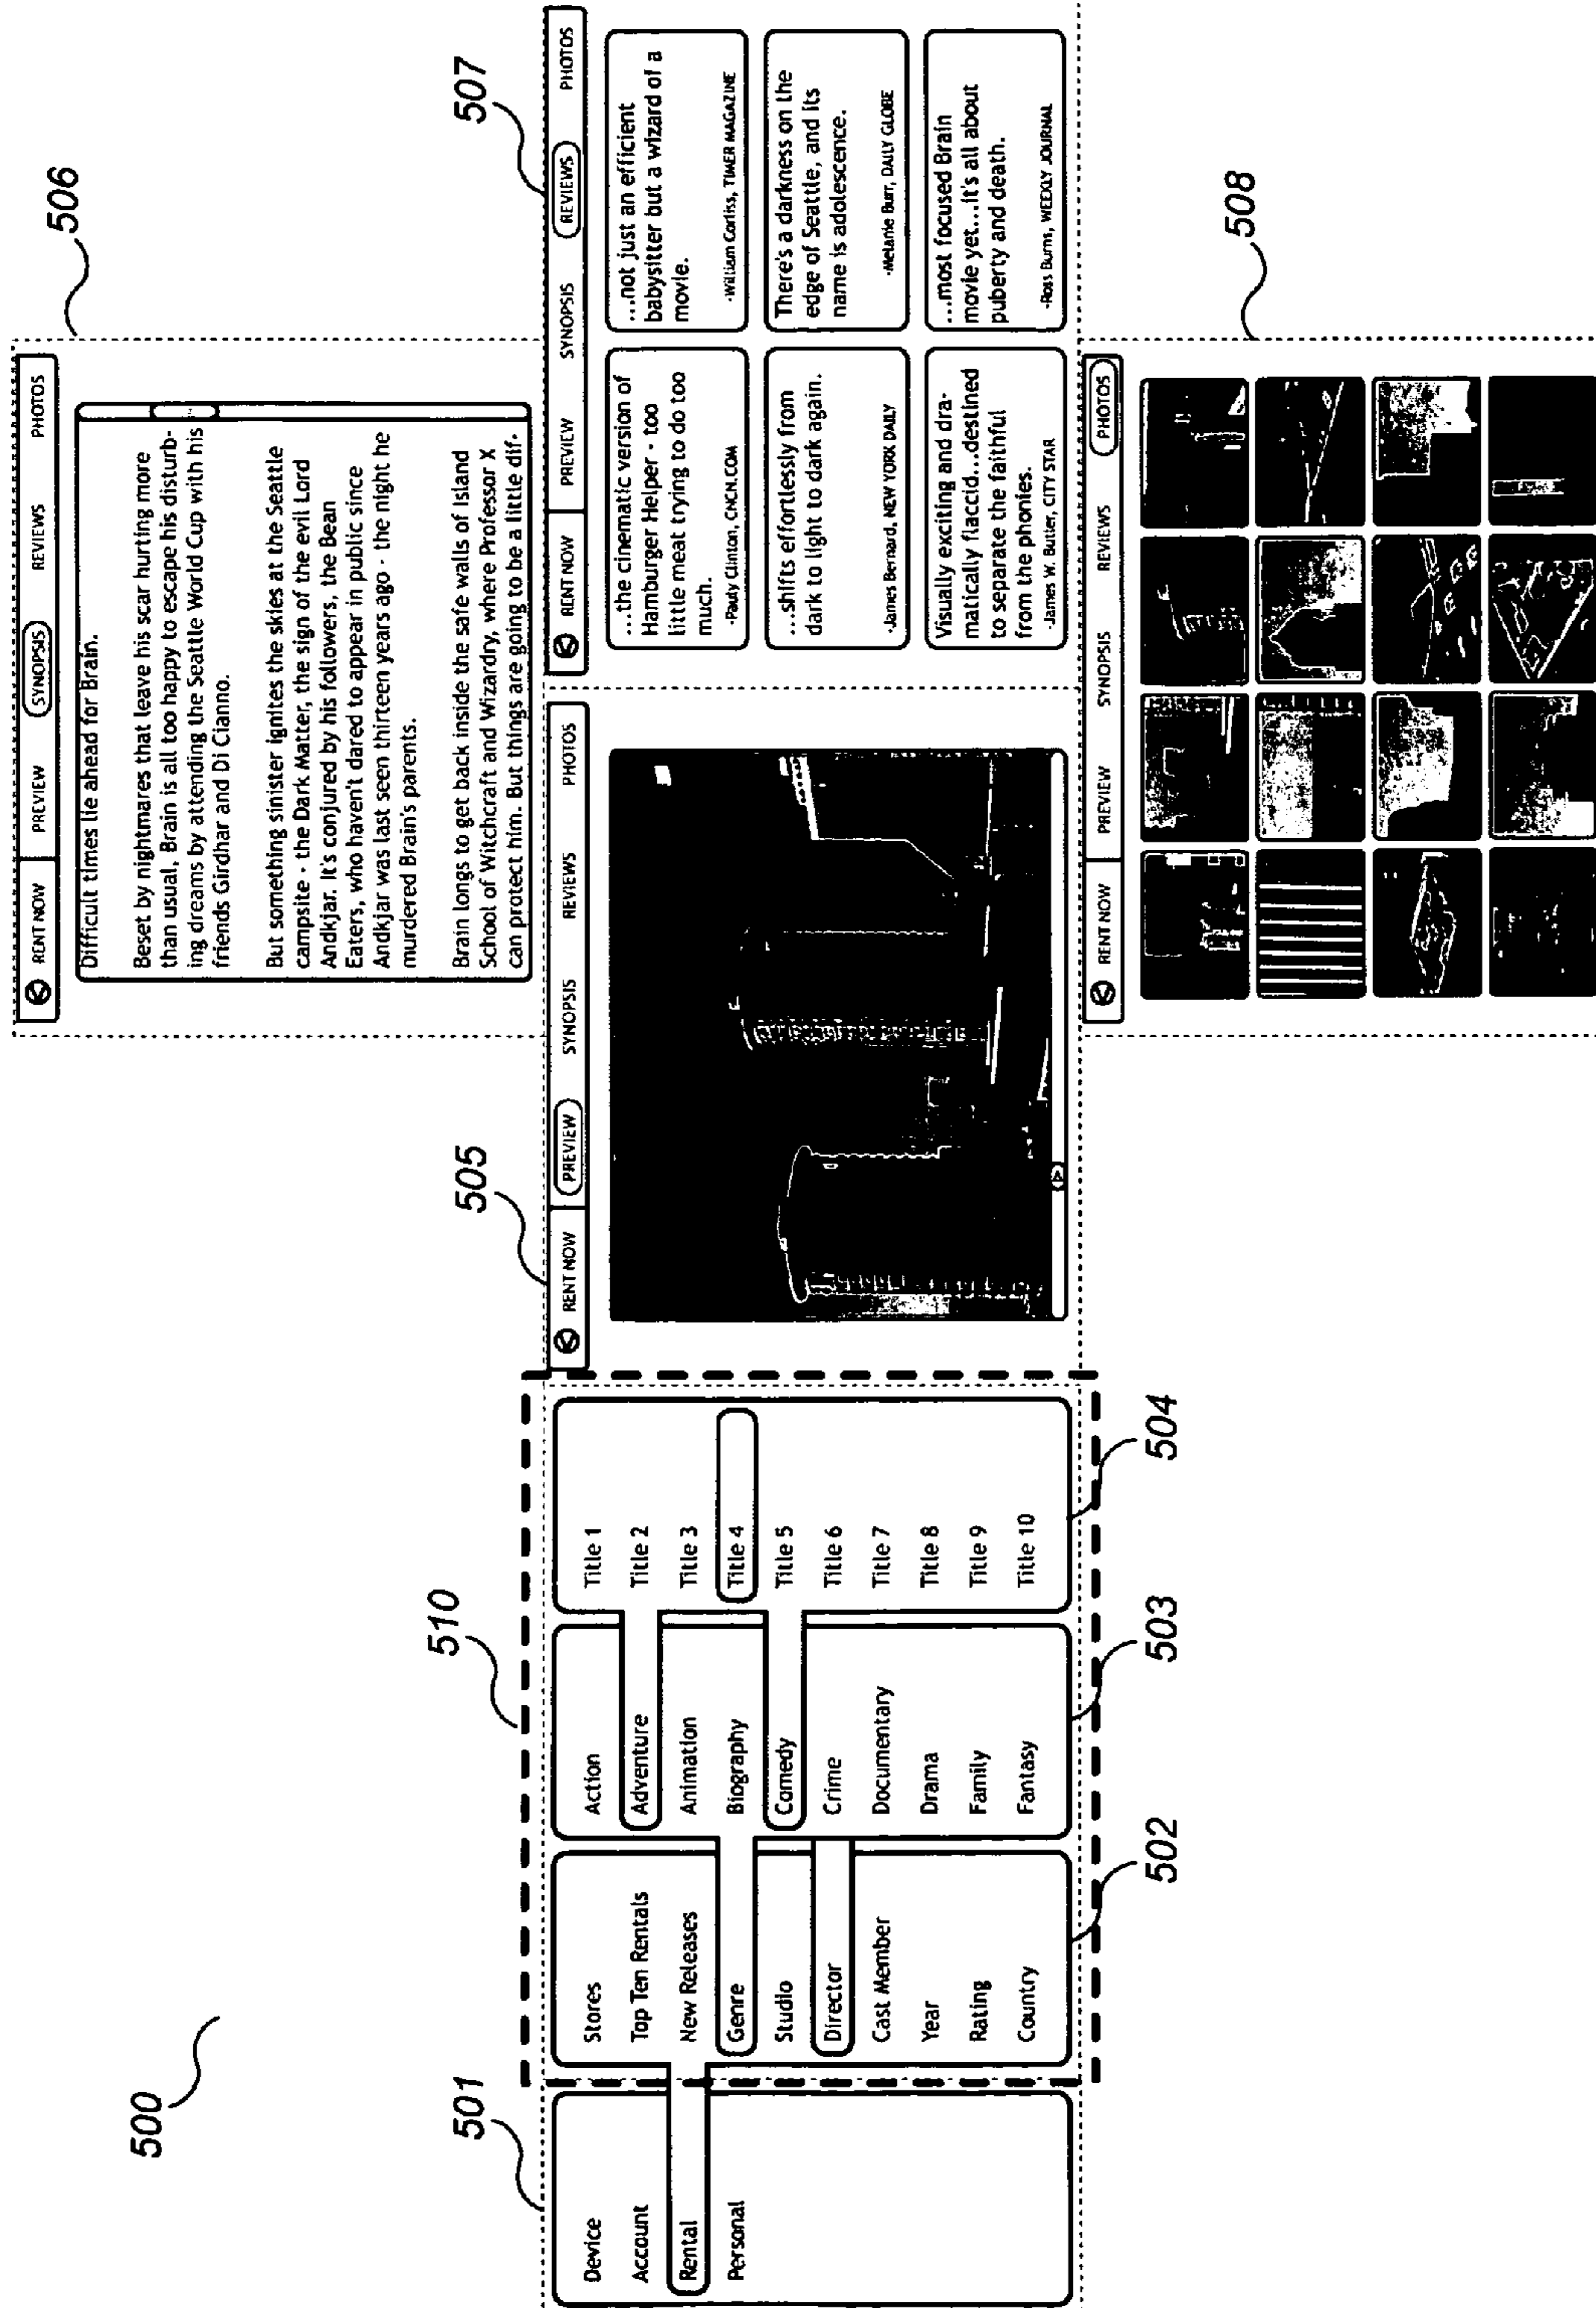 500
501
Device
Account
Rental
Personal
510
502
Stores
Top Ten Rentals
New Releases
Genre
Studio
Director
Cast Member
Year
Rating
Country
503
Action
Adventure
Animation
Biography
Comedy
Crime
Documentary
Drama
Family
Fantasy
504
Title 1
Title 2
Title 3
Title 4
Title 5
Title 6
Title 7
Title 8
Title 9
Title 10
505
RENT NOW PREVIEW SYNOPSIS REVIEWS PHOTOS
506
RENT NOW PREVIEW SYNOPSIS REVIEWS PHOTOS
Difficult times lie ahead for Brain.
Beset by nightmares that leave his scar hurting more
than usual, Brain is all too happy to escape his disturb-
ing dreams by attending the Seattle World Cup with his
friends Girdhar and Di Cianno.
But something sinister ignites the skies at the Seattle
campsite - the Dark Matter, the sign of the evil Lord
Andkjar. It's conjured by his followers, the Bean
Eaters, who haven't dared to appear in public since
Andkjar was last seen thirteen years ago - the night he
murdered Brain's parents.
Brain longs to get back inside the safe walls of Island
School of Witchcraft and Wizardry, where Professor X
can protect him. But things are going to be a little dif-
507
RENT NOW PREVIEW SYNOPSIS REVIEWS PHOTOS
...the cinematic version of
Hamburger Helper - too
little meat trying to do too
much.
-Pauty Clinton, CNCN.COM
...not just an efficient
babysitter but a wizard of a
movie.
-William Corliss, TIMER MAGAZINE
...shifts effortlessly from
dark to light to dark again.
-James Bernard, NEW YORK DAILY
There's a darkness on the
edge of Seattle, and its
name is adolescence.
-Melanie Burr, DAILY GLOBE
Visually exciting and dra-
matically flaccid...destined
to separate the faithful
from the phonies.
-James W. Butler, CITY STAR
...most focused Brain
movie yet...it's all about
puberty and death.
-Ross Burns, WEEKLY JOURNAL
508
RENT NOW PREVIEW SYNOPSIS REVIEWS PHOTOS